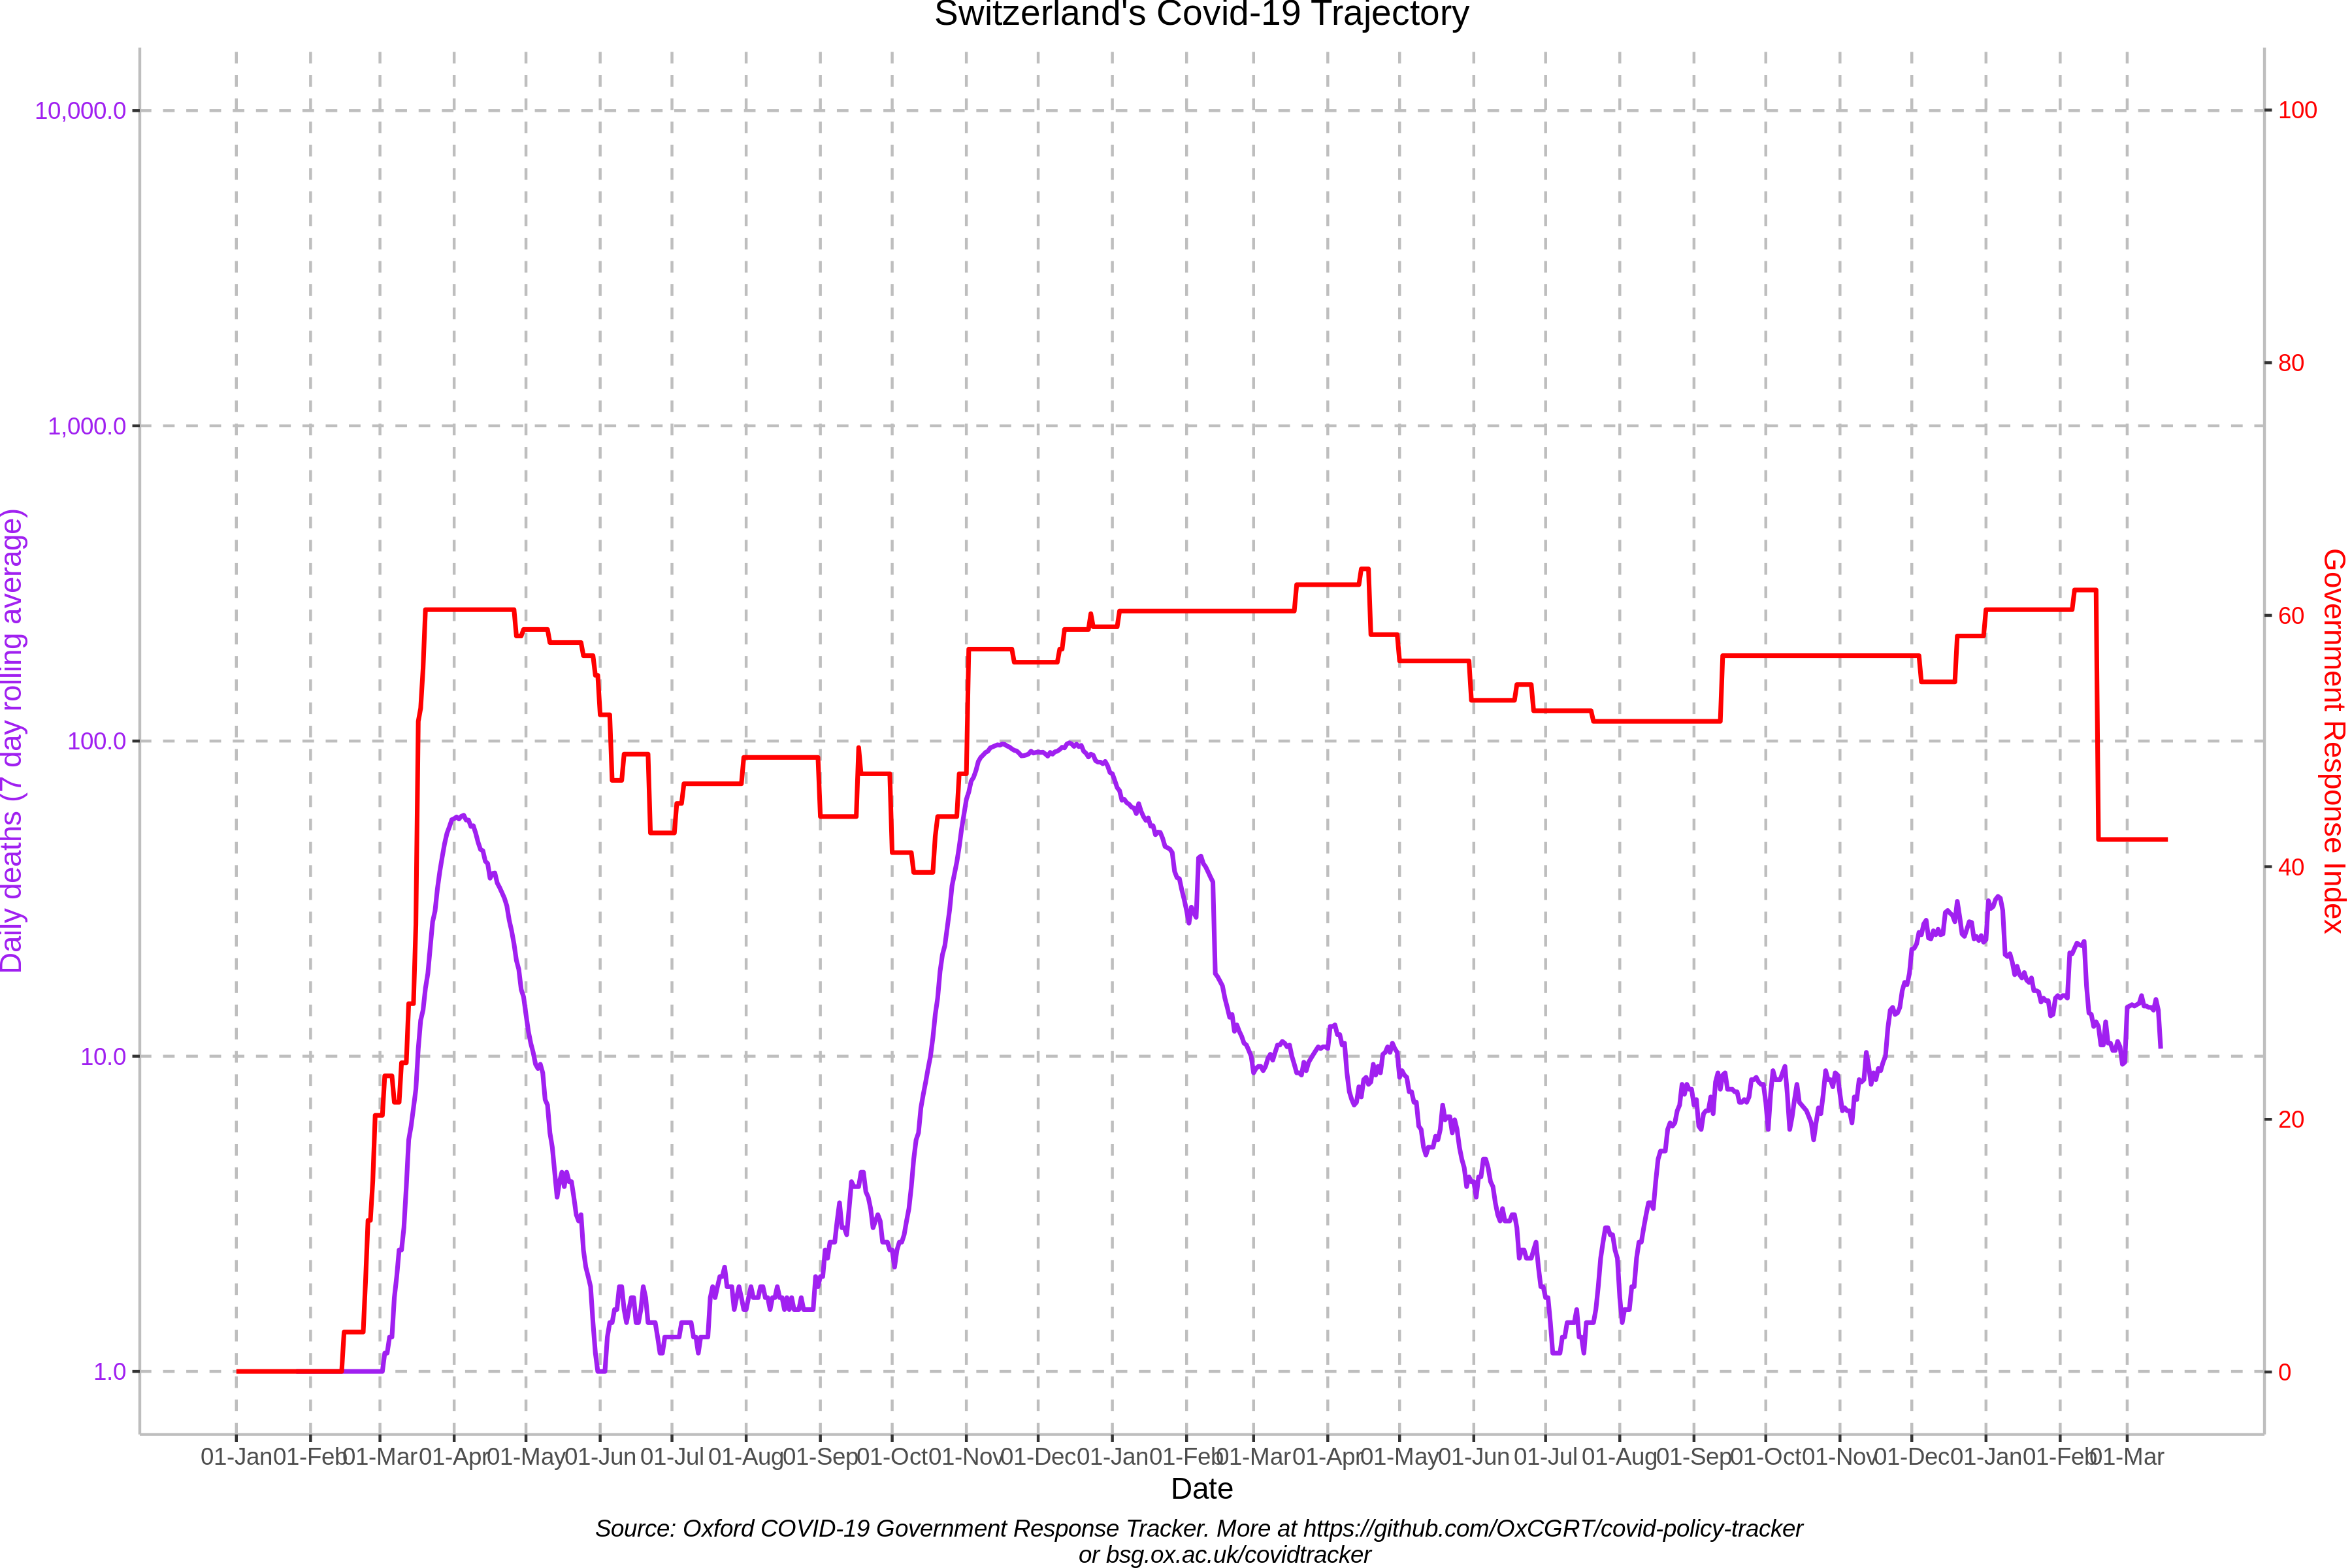 Switzerland's Covid-19 Trajectory
10,000.0
1,000.0
100.0
10.0
1.0
Daily deaths (7 day rolling average)
100
80
60
40
20
0
Government Response Index
01-Jan 01-Feb 01-Mar 01-Apr 01-May 01-Jun 01-Jul 01-Aug 01-Sep 01-Oct 01-Nov 01-Dec 01-Jan 01-Feb 01-Mar 01-Apr 01-May 01-Jun 01-Jul 01-Aug 01-Sep 01-Oct 01-Nov 01-Dec 01-Jan 01-Feb 01-Mar
Date
Source: Oxford COVID-19 Government Response Tracker. More at https://github.com/OxCGRT/covid-policy-tracker
or bsg.ox.ac.uk/covidtracker